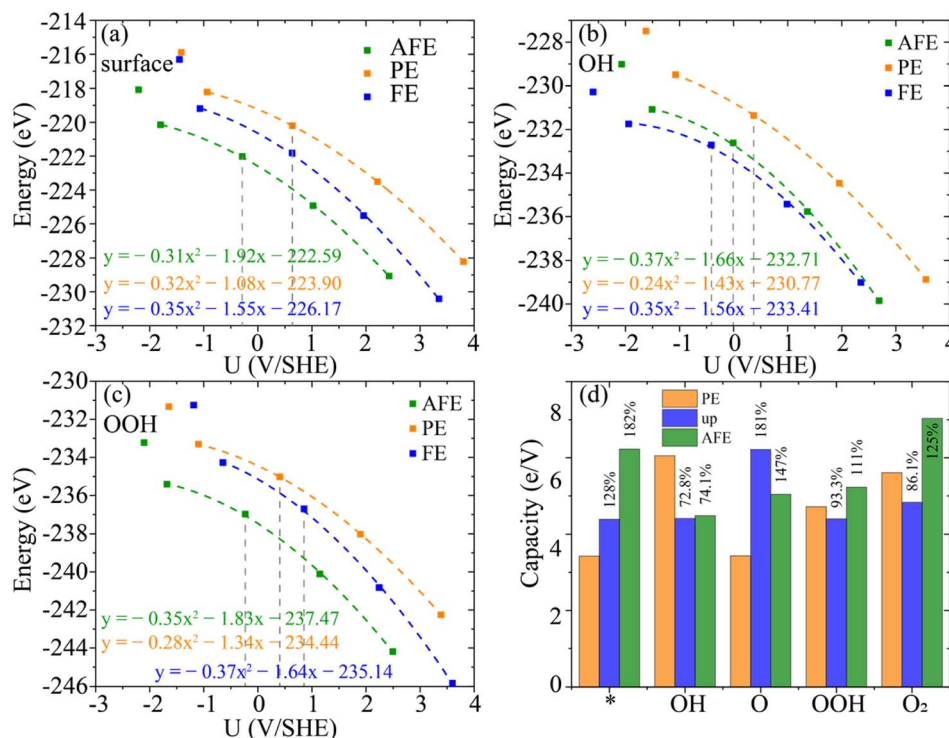 (a)
surface
AFE
PE
FE
-214
-216
-218
-220
-222
-224
-226
-228
-230
-232
Energy (eV)
y = − 0.31x² − 1.92x − 222.59
y = − 0.32x² − 1.08x − 223.90
y = − 0.35x² − 1.55x − 226.17
-3 -2 -1 0 1 2 3 4
U (V/SHE)
(b)
OH
AFE
PE
FE
-228
-230
-232
-234
-236
-238
-240
Energy (eV)
y = − 0.37x² − 1.66x − 232.71
y = − 0.24x² − 1.43x − 230.77
y = − 0.35x² − 1.56x − 233.41
-3 -2 -1 0 1 2 3 4
U (V/SHE)
(c)
OOH
AFE
PE
FE
-230
-232
-234
-236
-238
-240
-242
-244
-246
Energy (eV)
y = − 0.35x² − 1.83x − 237.47
y = − 0.28x² − 1.34x − 234.44
y = − 0.37x² − 1.64x − 235.14
-3 -2 -1 0 1 2 3 4
U (V/SHE)
(d)
PE
up
AFE
8
6
4
2
0
Capacity (e/V)
128% 182% 72.8% 74.1% 181% 147% 93.3% 111% 86.1% 125%
* OH O OOH O₂